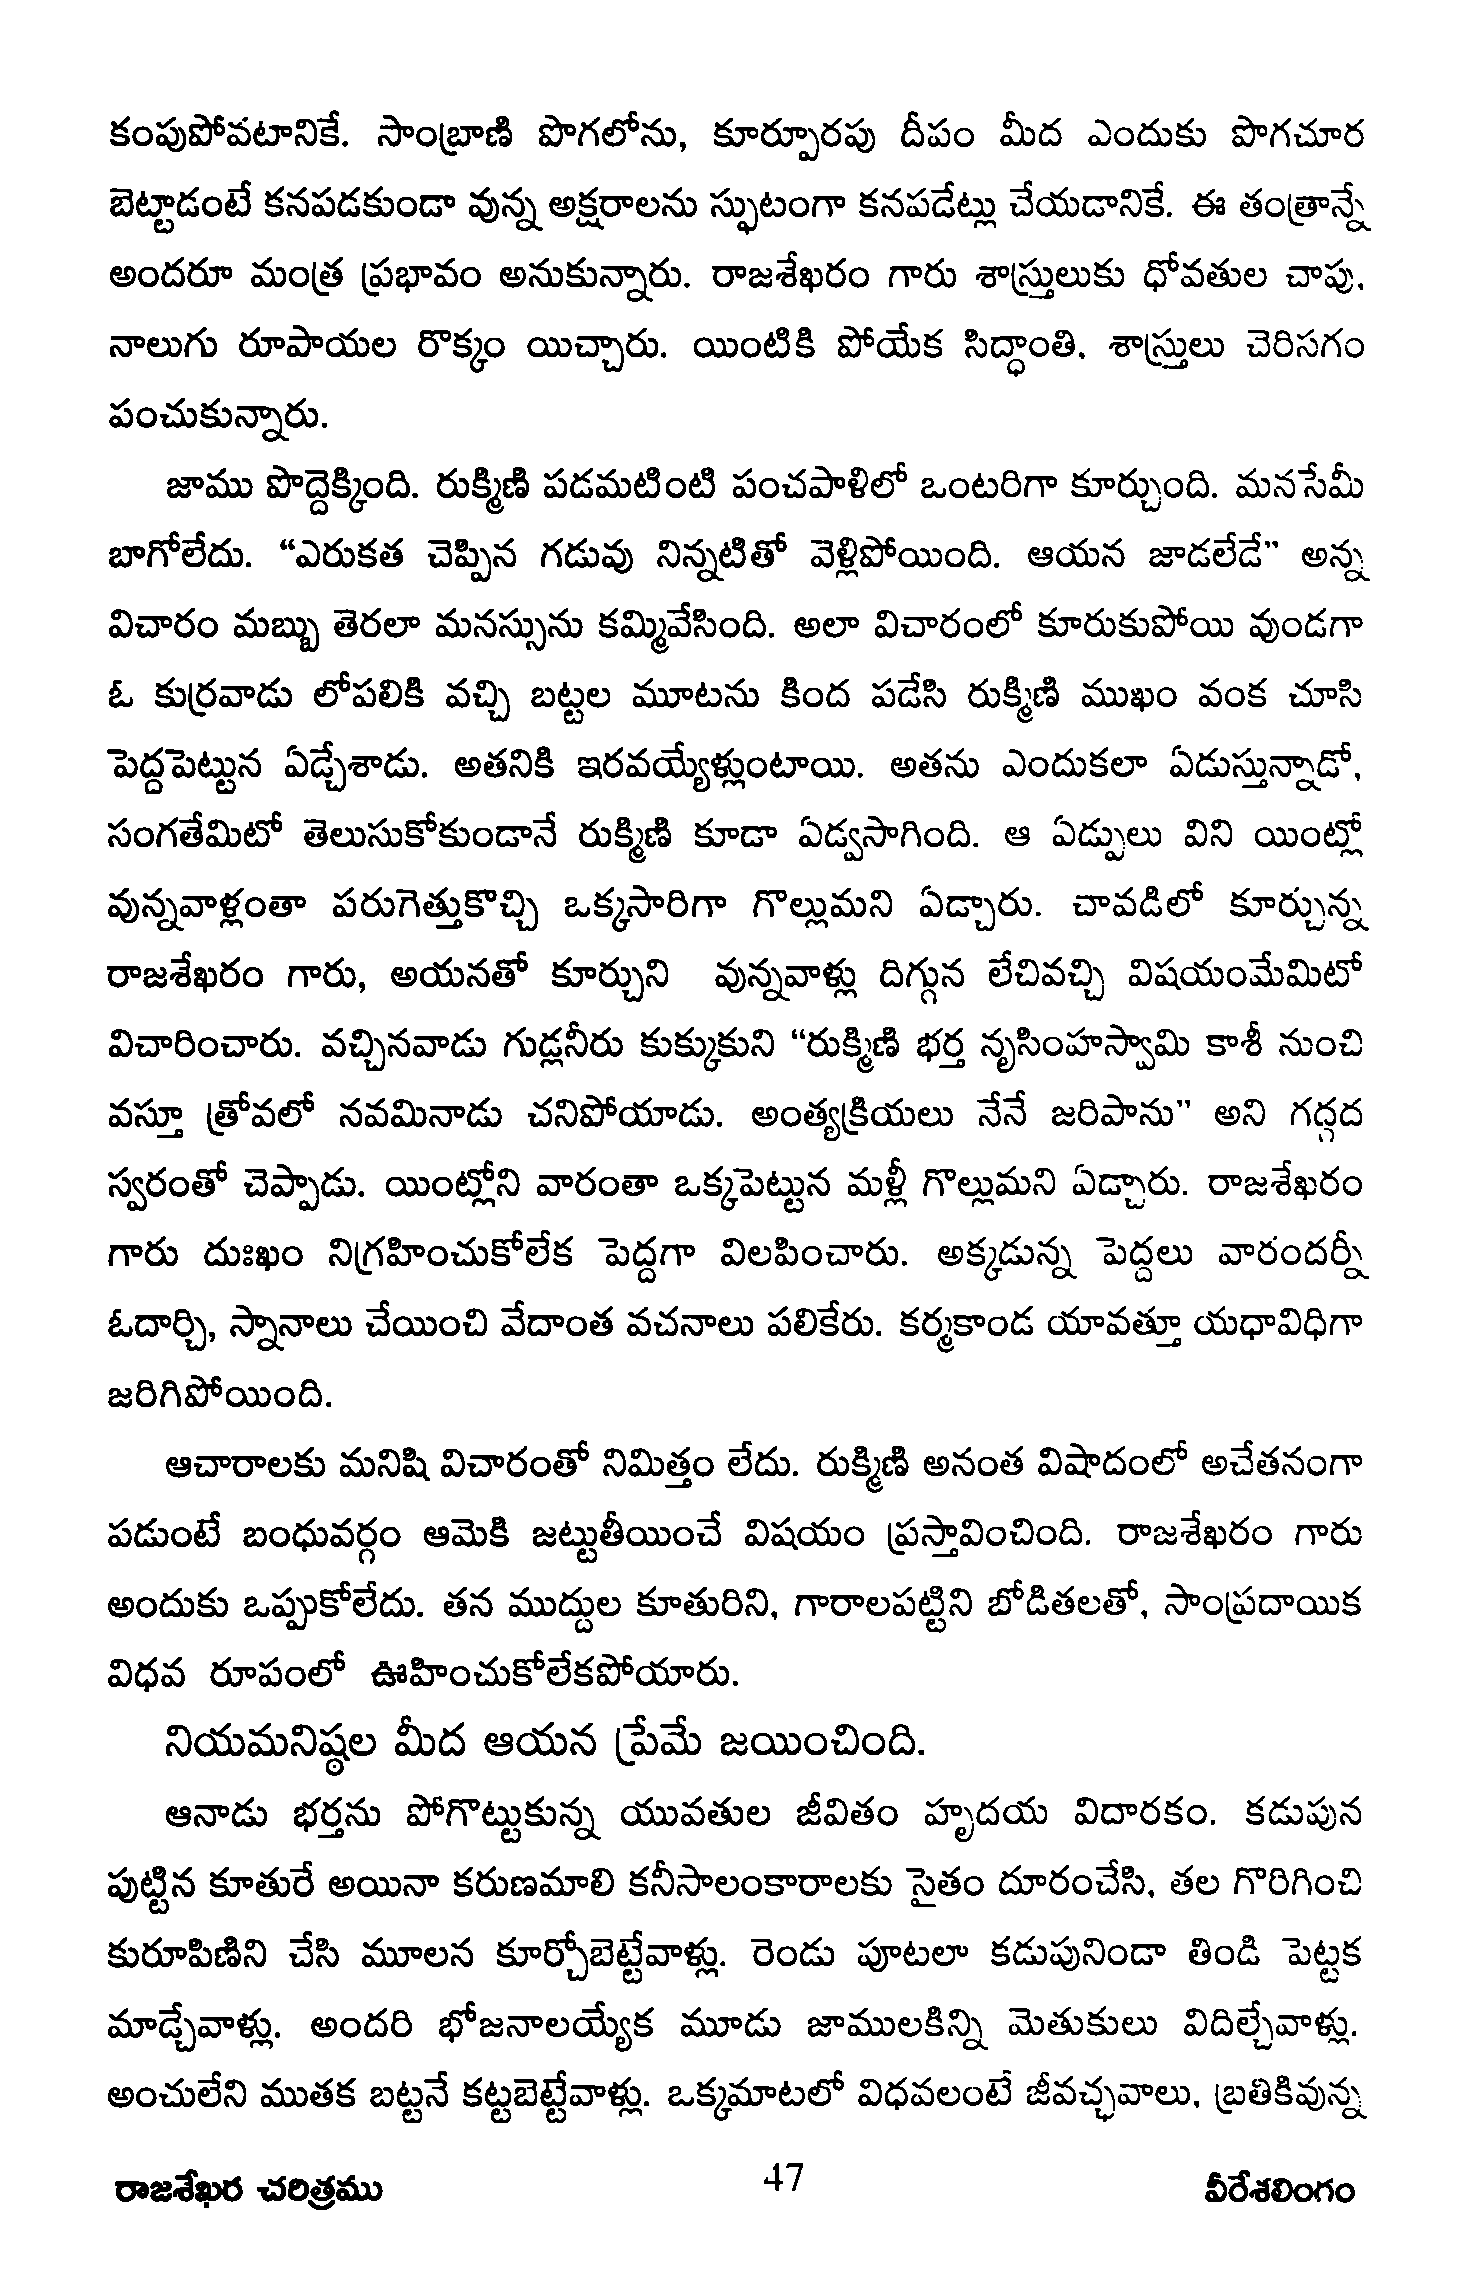 కంపుపోవటానికే. సాంబ్రాణి పొగలోను, కూర్పూరపు దీపం మీద ఎందుకు పొగచూర
బెట్టాడంటే కనపడకుండా వున్న అక్షరాలను స్ఫుటంగా కనపడేట్లు చేయడానికే. ఈ తంత్రాన్నే
అందరూ మంత్ర ప్రభావం అనుకున్నారు. రాజశేఖరం గారు శాస్త్రులుకు ధోవతుల చాపు,
నాలుగు రూపాయల రొక్కం యిచ్చారు. యింటికి పోయేక సిద్ధాంతి, శాస్త్రులు చెరిసగం
పంచుకున్నారు.
జాము పొద్దెక్కింది. రుక్మిణి పడమటింటి పంచపాళిలో ఒంటరిగా కూర్చుంది. మనసేమీ
బాగోలేదు. “ఎరుకత చెప్పిన గడువు నిన్నటితో వెళ్లిపోయింది. ఆయన జాడలేడే” అన్న
విచారం మబ్బు తెరలా మనస్సును కమ్మివేసింది. అలా విచారంలో కూరుకుపోయి వుండగా
ఓ కుర్రవాడు లోపలికి వచ్చి బట్టల మూటను కింద పడేసి రుక్మిణి ముఖం వంక చూసి
పెద్దపెట్టున ఏడ్చేశాడు. అతనికి ఇరవయ్యేళ్లుంటాయి. అతను ఎందుకలా ఏడుస్తున్నాడో,
సంగతేమిటో తెలుసుకోకుండానే రుక్మిణి కూడా ఏడ్వసాగింది. ఆ ఏడ్పులు విని యింట్లో
వున్నవాళ్లంతా పరుగెత్తుకొచ్చి ఒక్కసారిగా గొల్లుమని ఏడ్చారు. చావడిలో కూర్చున్న
రాజశేఖరం గారు, అయనతో కూర్చుని వున్నవాళ్లు దిగ్గున లేచివచ్చి విషయంమేమిటో
విచారించారు. వచ్చినవాడు గుడ్లనీరు కుక్కుకుని “రుక్మిణి భర్త నృసింహస్వామి కాశీ నుంచి
వస్తూ త్రోవలో నవమినాడు చనిపోయాడు. అంత్యక్రియలు నేనే జరిపాను” అని గద్గద
స్వరంతో చెప్పాడు. యింట్లోని వారంతా ఒక్కపెట్టున మళ్లీ గొల్లుమని ఏడ్చారు. రాజశేఖరం
గారు దుఃఖం నిగ్రహించుకోలేక పెద్దగా విలపించారు. అక్కడున్న పెద్దలు వారందర్నీ
ఓదార్చి, స్నానాలు చేయించి వేదాంత వచనాలు పలికేరు. కర్మకాండ యావత్తూ యధావిధిగా
జరిగిపోయింది.
ఆచారాలకు మనిషి విచారంతో నిమిత్తం లేదు. రుక్మిణి అనంత విషాదంలో అచేతనంగా
పడుంటే బంధువర్గం ఆమెకి జట్టుతీయించే విషయం ప్రస్తావించింది. రాజశేఖరం గారు
అందుకు ఒప్పుకోలేదు. తన ముద్దుల కూతురిని, గారాలపట్టిని బోడితలతో, సాంప్రదాయిక
విధవ రూపంలో ఊహించుకోలేకపోయారు.
నియమనిష్ఠల మీద ఆయన ప్రేమే జయించింది.
ఆనాడు భర్తను పోగొట్టుకున్న యువతుల జీవితం హృదయ విదారకం. కడుపున
పుట్టిన కూతురే అయినా కరుణమాలి కనీసాలంకారాలకు సైతం దూరంచేసి, తల గొరిగించి
కురూపిణిని చేసి మూలన కూర్చోబెట్టేవాళ్లు. రెండు పూటలా కడుపునిండా తిండి పెట్టక
మాడ్చేవాళ్లు. అందరి భోజనాలయ్యేక మూడు జాములకిన్ని మెతుకులు విదిల్చేవాళ్లు.
అంచులేని ముతక బట్టనే కట్టబెట్టేవాళ్లు. ఒక్కమాటలో విధవలంటే జీవచ్ఛవాలు, బ్రతికివున్న
రాజశేఖర చరిత్రము 47 వీరేశలింగం